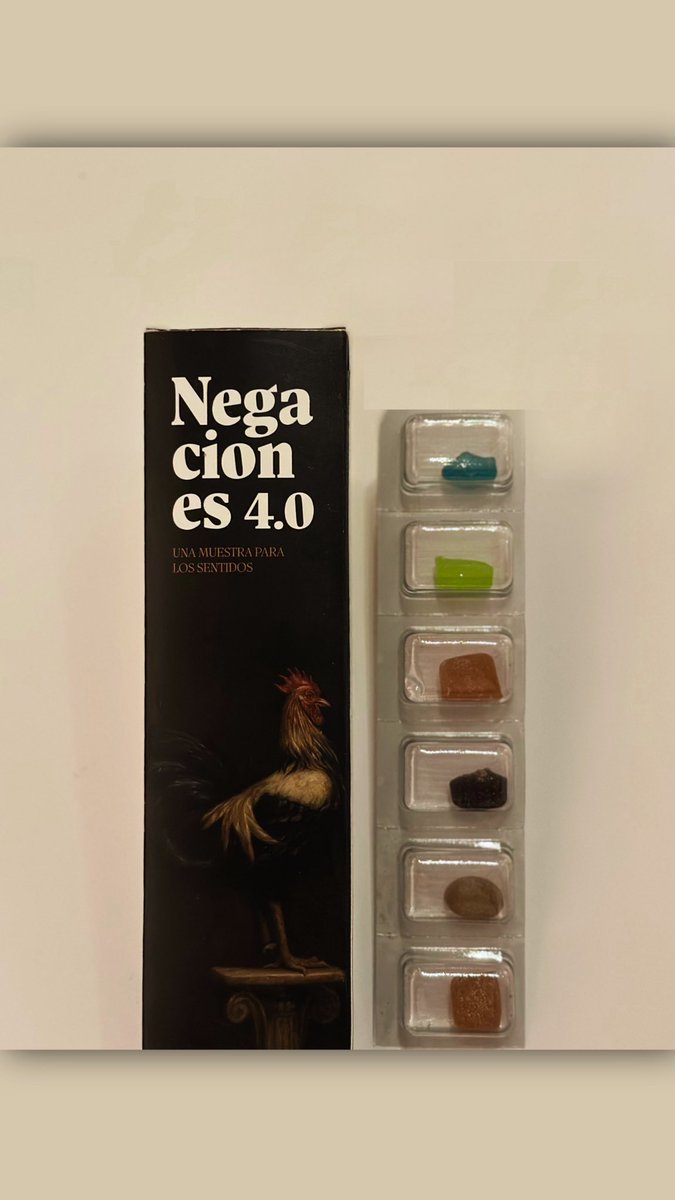 Nega
cion
es 4.0
UNA MUESTRA PARA
LOS SENTIDOS